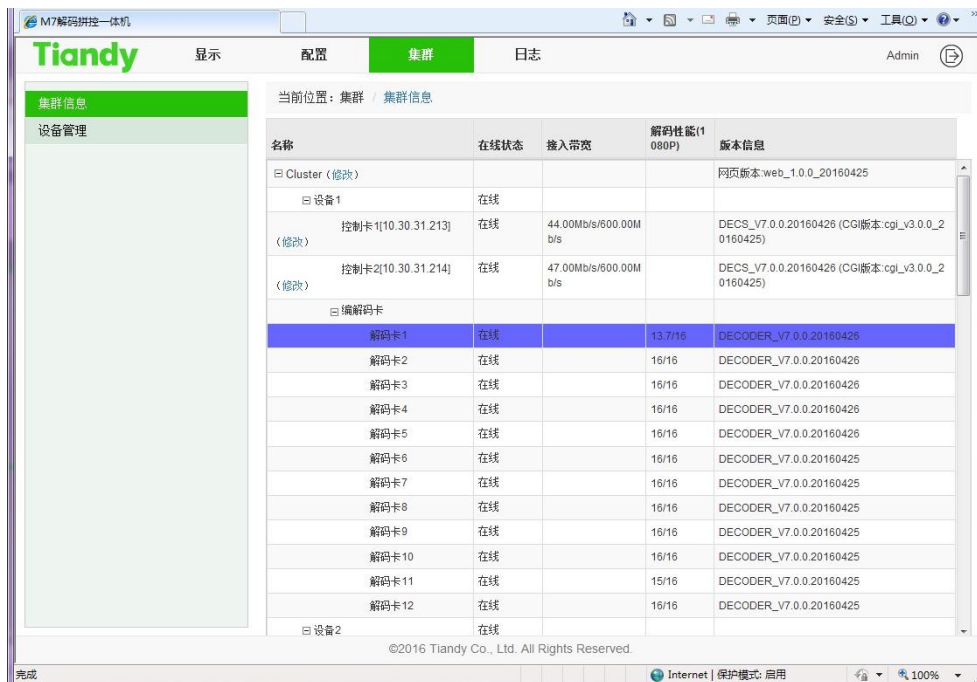 M7解码拼控一体机
页面(P) 安全(S) 工具(O)
Tiandy 显示 配置 集群 日志 Admin
集群信息
设备管理
当前位置：集群 / 集群信息
名称 在线状态 接入带宽 解码性能(1080P) 版本信息
Cluster (修改) 网页版本:web_1.0.0_20160425
设备1 在线
控制卡1[10.30.31.213] (修改) 在线 44.00Mb/s/600.00Mb/s DECS_V7.0.0.20160426 (CGI版本:cgi_v3.0.0_20160425)
控制卡2[10.30.31.214] (修改) 在线 47.00Mb/s/600.00Mb/s DECS_V7.0.0.20160426 (CGI版本:cgi_v3.0.0_20160425)
编解码卡
解码卡1 在线 13.7/16 DECODER_V7.0.0.20160426
解码卡2 在线 16/16 DECODER_V7.0.0.20160426
解码卡3 在线 16/16 DECODER_V7.0.0.20160426
解码卡4 在线 16/16 DECODER_V7.0.0.20160426
解码卡5 在线 16/16 DECODER_V7.0.0.20160426
解码卡6 在线 16/16 DECODER_V7.0.0.20160425
解码卡7 在线 16/16 DECODER_V7.0.0.20160425
解码卡8 在线 16/16 DECODER_V7.0.0.20160425
解码卡9 在线 16/16 DECODER_V7.0.0.20160425
解码卡10 在线 16/16 DECODER_V7.0.0.20160425
解码卡11 在线 15/16 DECODER_V7.0.0.20160425
解码卡12 在线 16/16 DECODER_V7.0.0.20160425
设备2 在线
©2016 Tiandy Co., Ltd. All Rights Reserved.
完成 Internet | 保护模式: 启用 100%